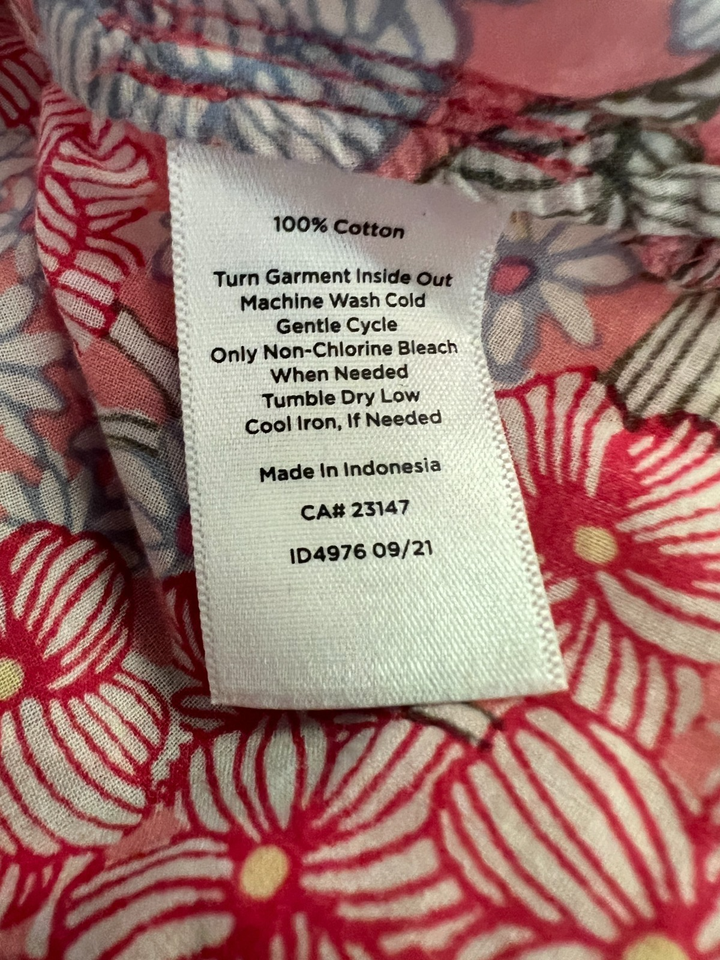 100% Cotton
Turn Garment Inside Out
Machine Wash Cold
Gentle Cycle
Only Non-Chlorine Bleach
When Needed
Tumble Dry Low
Cool Iron, If Needed
Made In Indonesia
CA# 23147
ID4976 09/21